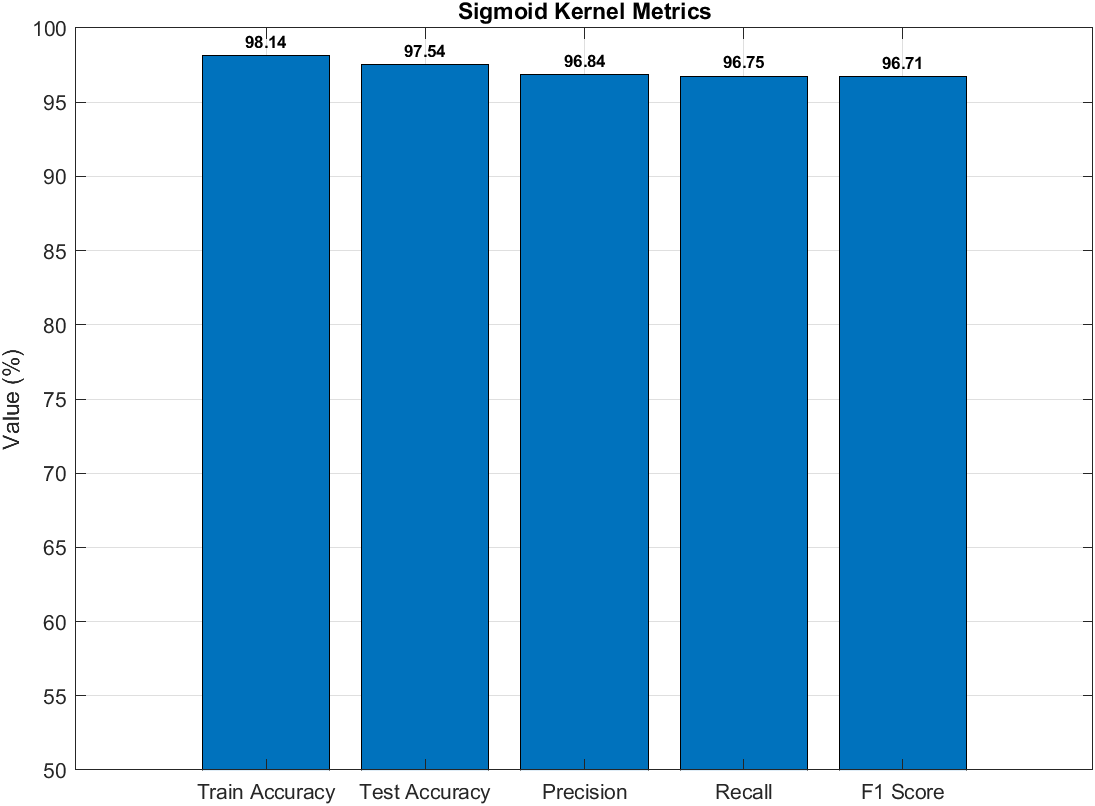 Sigmoid Kernel Metrics
100
95
90
85
80
75
70
65
60
55
50
Value (%)
98.14
97.54
96.84
96.75
96.71
Train Accuracy
Test Accuracy
Precision
Recall
F1 Score